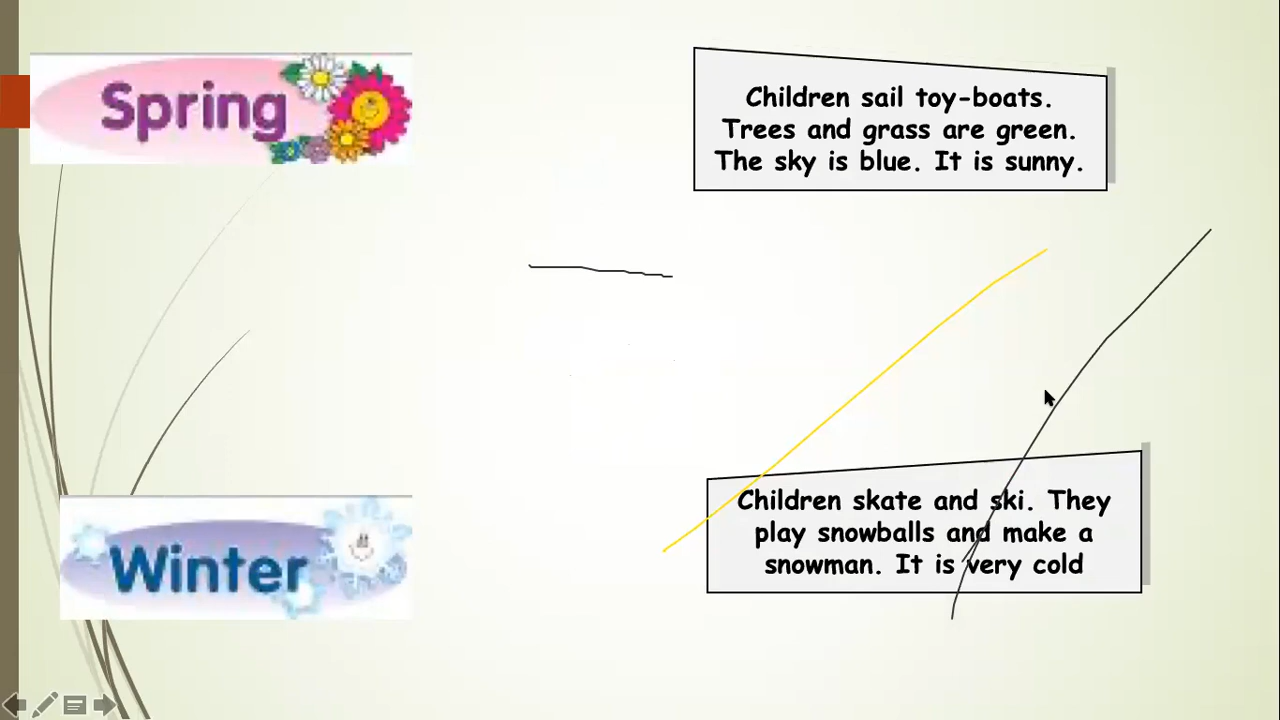 Spring
Children sail toy-boats.
Trees and grass are green.
The sky is blue. It is sunny.
Winter
Children skate and ski. They
play snowballs and make a
snowman. It is very cold